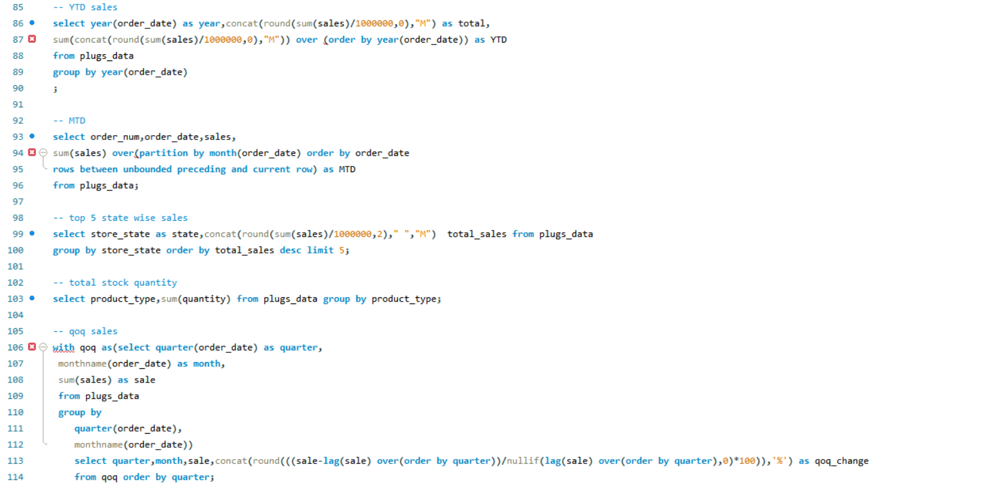 85 -- YTD sales
86 select year(order_date) as year,concat(round(sum(sales)/1000000,0),"M") as total,
87 sum(concat(round(sum(sales)/1000000,0),"M")) over (order by year(order_date)) as YTD
88 from plugs_data
89 group by year(order_date)
90 ;
91
92 -- MTD
93 select order_num,order_date,sales,
94 sum(sales) over(partition by month(order_date) order by order_date
95 rows between unbounded preceding and current row) as MTD
96 from plugs_data;
97
98 -- top 5 state wise sales
99 select store_state as state,concat(round(sum(sales)/1000000,2)," ","M")  total_sales from plugs_data
100 group by store_state order by total_sales desc limit 5;
101
102 -- total stock quantity
103 select product_type,sum(quantity) from plugs_data group by product_type;
104
105 -- qoq sales
106 with qoq as(select quarter(order_date) as quarter,
107 monthname(order_date) as month,
108 sum(sales) as sale
109 from plugs_data
110 group by
111 quarter(order_date),
112 monthname(order_date))
113 select quarter,month,sale,concat(round(((sale-lag(sale) over(order by quarter))/nullif(lag(sale) over(order by quarter),0)*100)),'%') as qoq_change
114 from qoq order by quarter;